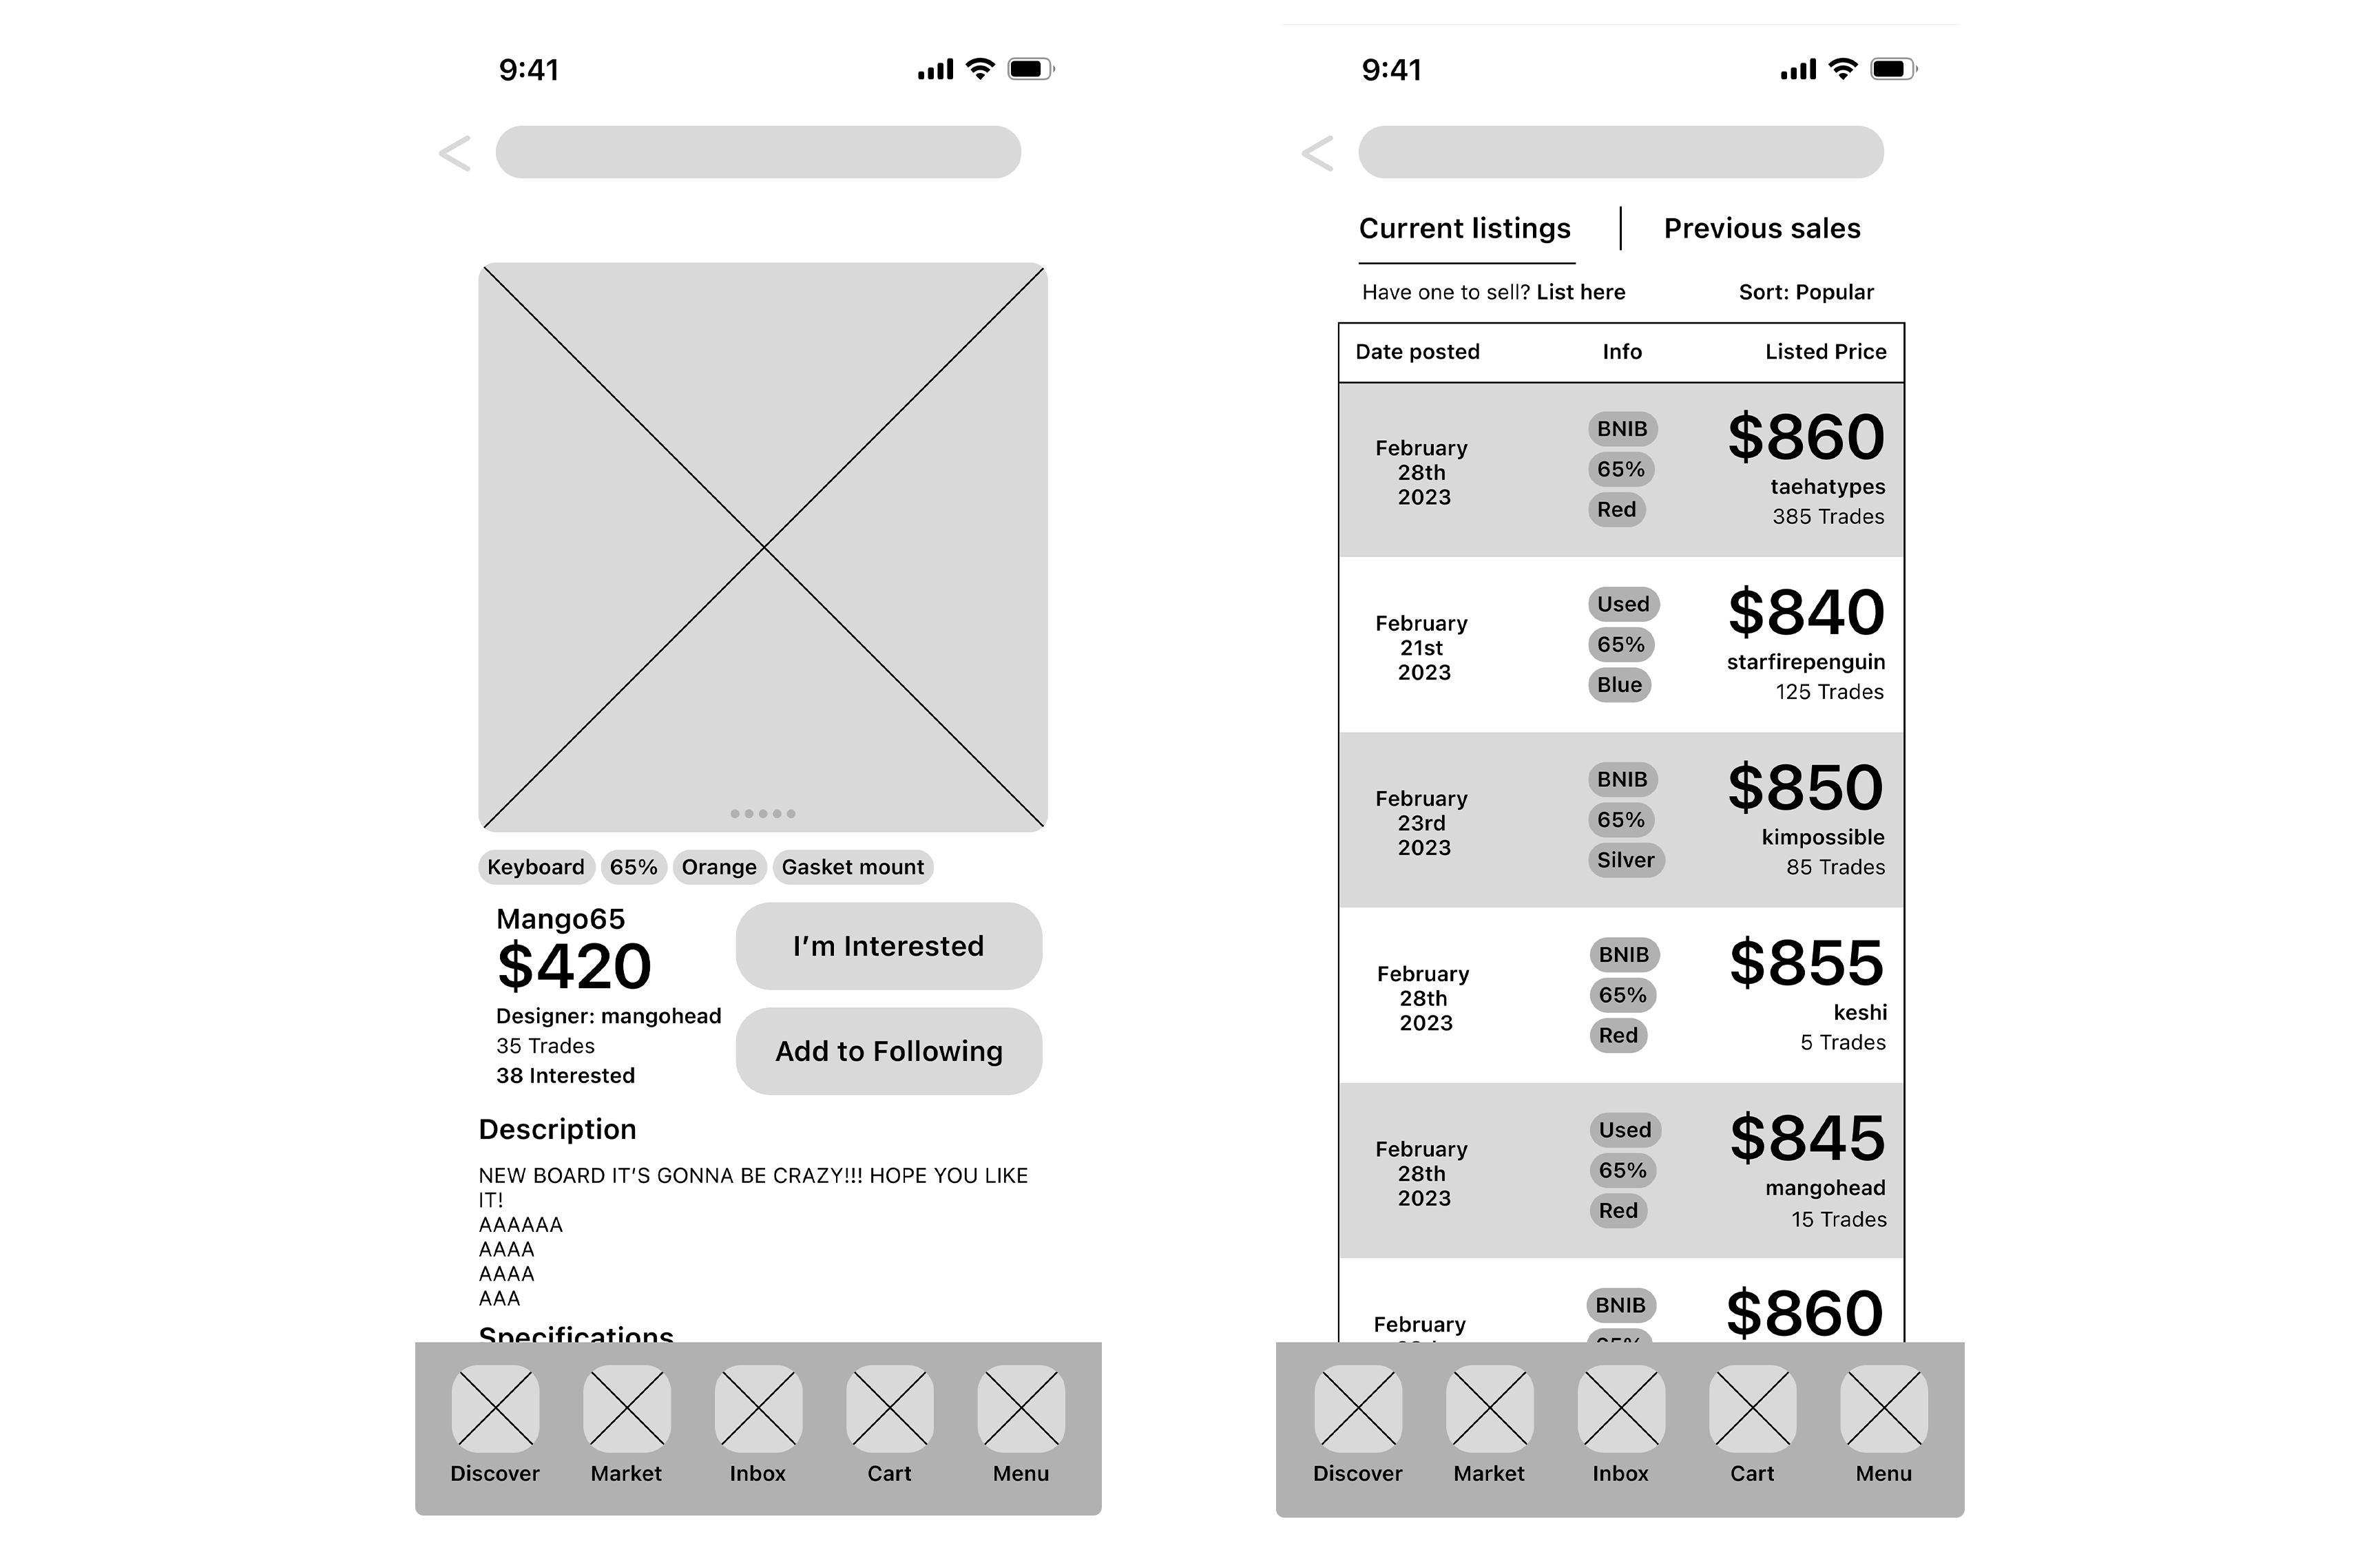 9:41
Keyboard 65% Orange Gasket mount
Mango65
$420
Designer: mangohead
35 Trades
38 Interested
I’m Interested
Add to Following
Description
NEW BOARD IT’S GONNA BE CRAZY!!! HOPE YOU LIKE
IT!
AAAAAA
AAAA
AAAA
AAA
Specifications
Discover Market Inbox Cart Menu
9:41
Current listings Previous sales
Have one to sell? List here Sort: Popular
Date posted Info Listed Price
February
28th
2023
BNIB
65%
Red
$860
taehatypes
385 Trades
February
21st
2023
Used
65%
Blue
$840
starfirepenguin
125 Trades
February
23rd
2023
BNIB
65%
Silver
$850
kimpossible
85 Trades
February
28th
2023
BNIB
65%
Red
$855
keshi
5 Trades
February
28th
2023
Used
65%
Red
$845
mangohead
15 Trades
February
BNIB
65%
$860
Discover Market Inbox Cart Menu